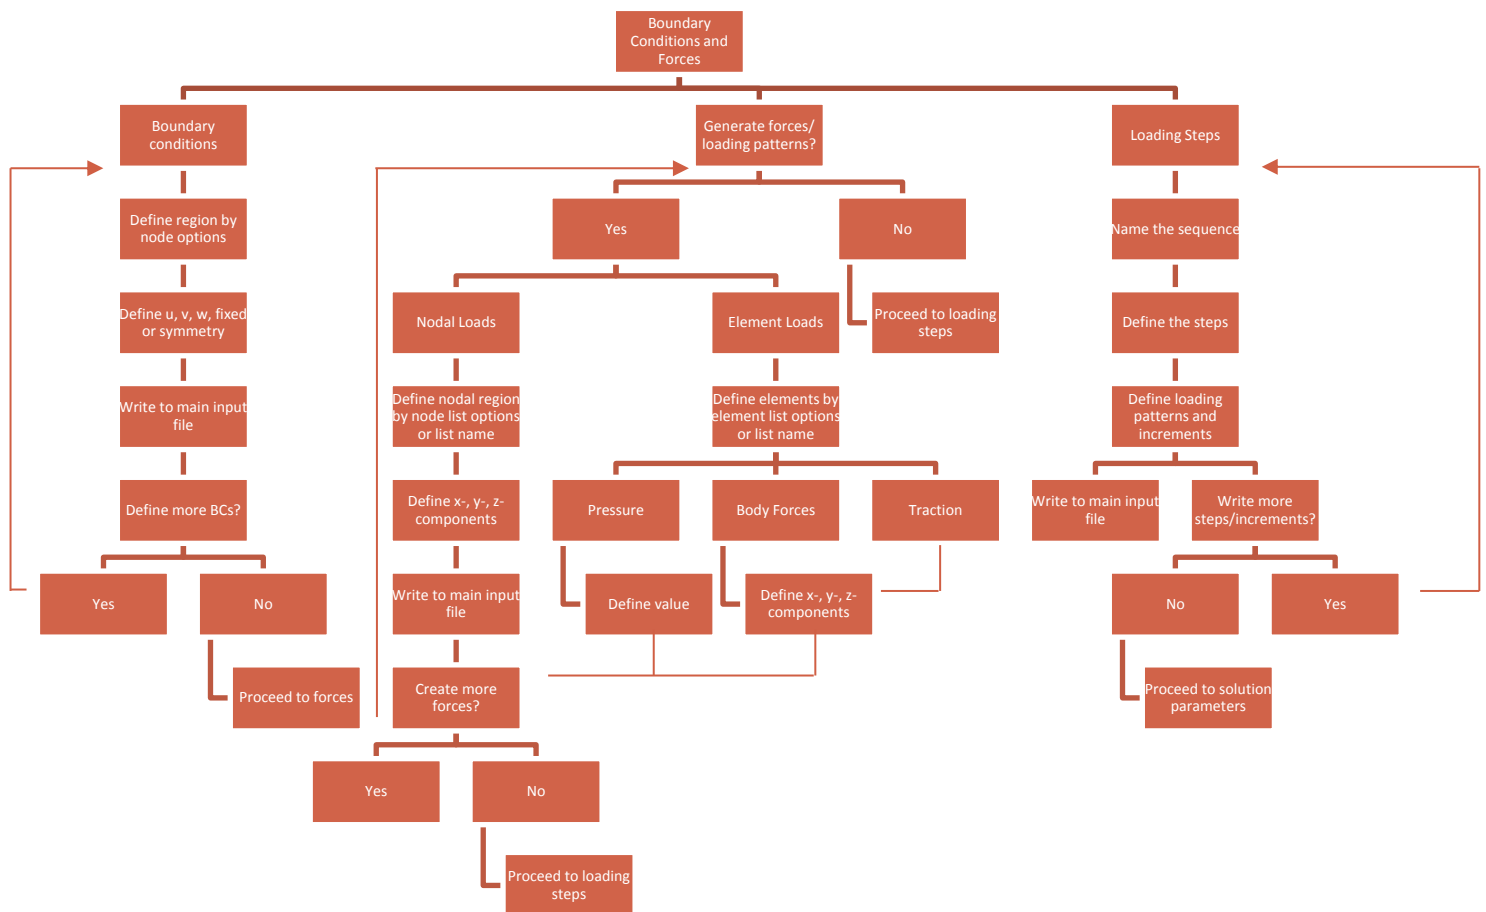 Boundary
Conditions and
Forces
Boundary
conditions
Generate forces/
loading patterns?
Loading Steps
Define region by
node options
Yes
No
Name the sequence
Define u, v, w, fixed
or symmetry
Nodal Loads
Element Loads
Proceed to loading
steps
Define the steps
Write to main input
file
Define nodal region
by node list options
or list name
Define elements by
element list options
or list name
Define loading
patterns and
increments
Define more BCs?
Define x-, y-, z-
components
Pressure
Body Forces
Traction
Write to main input
file
Write more
steps/increments?
Yes
No
Write to main input
file
Define value
Define x-, y-, z-
components
No
Yes
Proceed to forces
Create more
forces?
Proceed to solution
parameters
Yes
No
Proceed to loading
steps